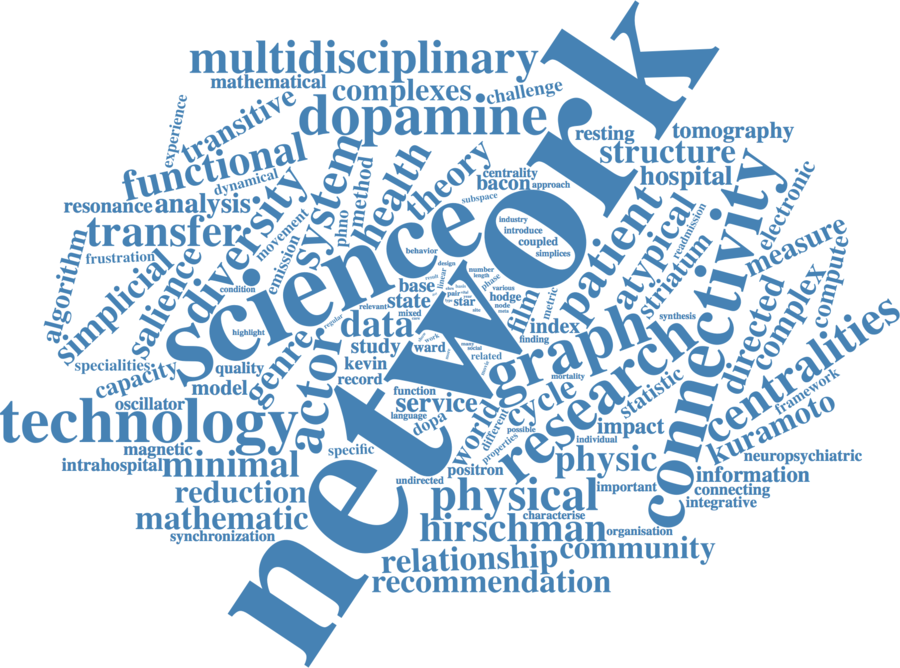 multidisciplinary
mathematical
complexes
challenge
dopamine
experience
transitive
functional
dynamical
resting
tomography
structure
hospital
resonance
analysis
transfer
frustration
algorithm
simplicial
salience
diversity
movement
emission
system
phno
method
health
theory
centrality
bacon
approach
subspace
industry
introduce
coupled
simplices
network
science
patient
atypical
readmission
striatum
connectivity
electronic
measure
directed
complex
compute
centralities
framework
kuramoto
condition
highlight
behavior
design
linear
result
number
length
base
state
mixed
relevant
regular
pair
star
hodge
various
node
metric
film
index
finding
synthesis
data
study
ward
many
social
related
kevin
record
genre
actor
quality
model
capacity
specialities
oscillator
technology
magnetic
intrahospital
minimal
reduction
mathematic
synchronization
specific
function
service
language
dopa
world
different
properties
possible
individual
cycle
graph
research
mortality
statistic
impact
positron
undirected
physic
physical
important
characterise
hirschman
organisation
relationship
community
recommendation
neuropsychiatric
information
connecting
integrative